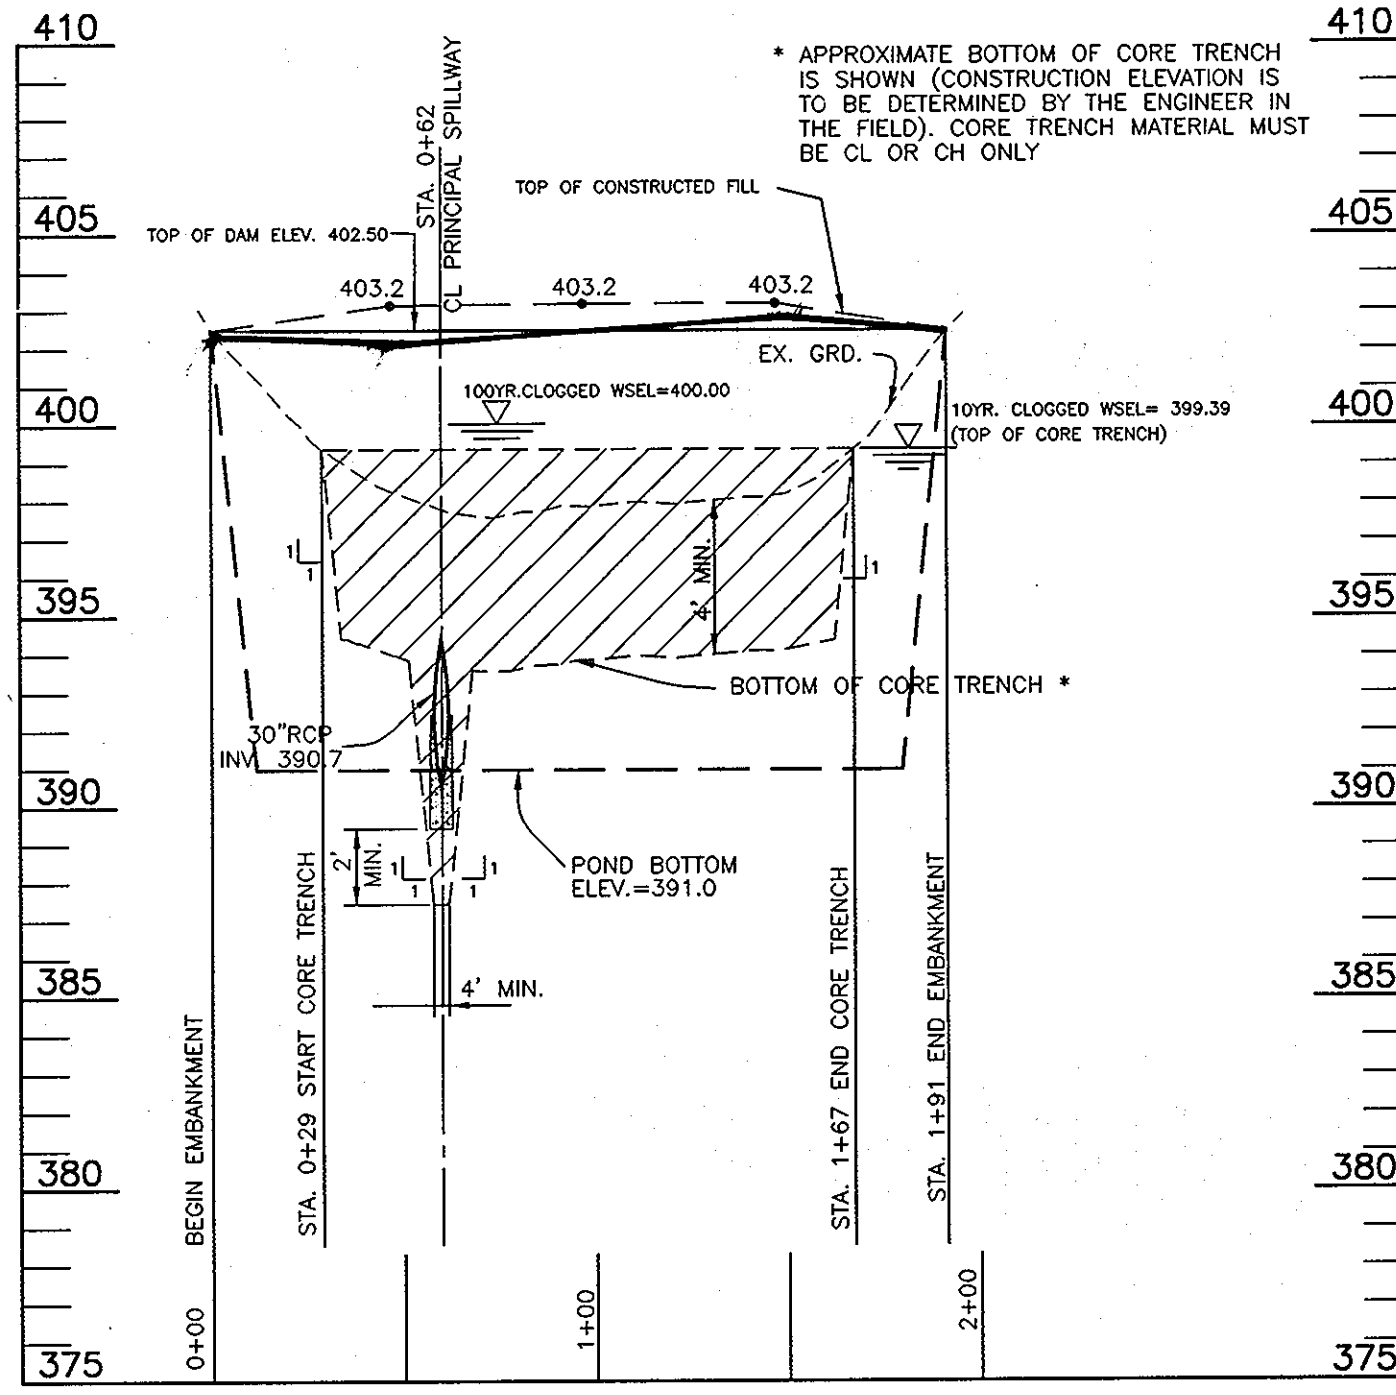 410
410
* APPROXIMATE BOTTOM OF CORE TRENCH
IS SHOWN (CONSTRUCTION ELEVATION IS
TO BE DETERMINED BY THE ENGINEER IN
THE FIELD). CORE TRENCH MATERIAL MUST
BE CL OR CH ONLY
STA. 0+62
CL PRINCIPAL SPILLWAY
TOP OF CONSTRUCTED FILL
405
405
TOP OF DAM ELEV. 402.50
403.2
403.2
403.2
EX. GRD.
100YR.CLOGGED WSEL=400.00
400
400
10YR. CLOGGED WSEL= 399.39
(TOP OF CORE TRENCH)
1
1
1
4' MIN.
395
395
BOTTOM OF CORE TRENCH *
30"RCP
INV. 390.7
390
390
2'
MIN.
1
1
1
1
POND BOTTOM
ELEV.=391.0
385
385
4' MIN.
BEGIN EMBANKMENT
STA. 0+29 START CORE TRENCH
STA. 1+67 END CORE TRENCH
STA. 1+91 END EMBANKMENT
380
380
0+00
1+00
2+00
375
375